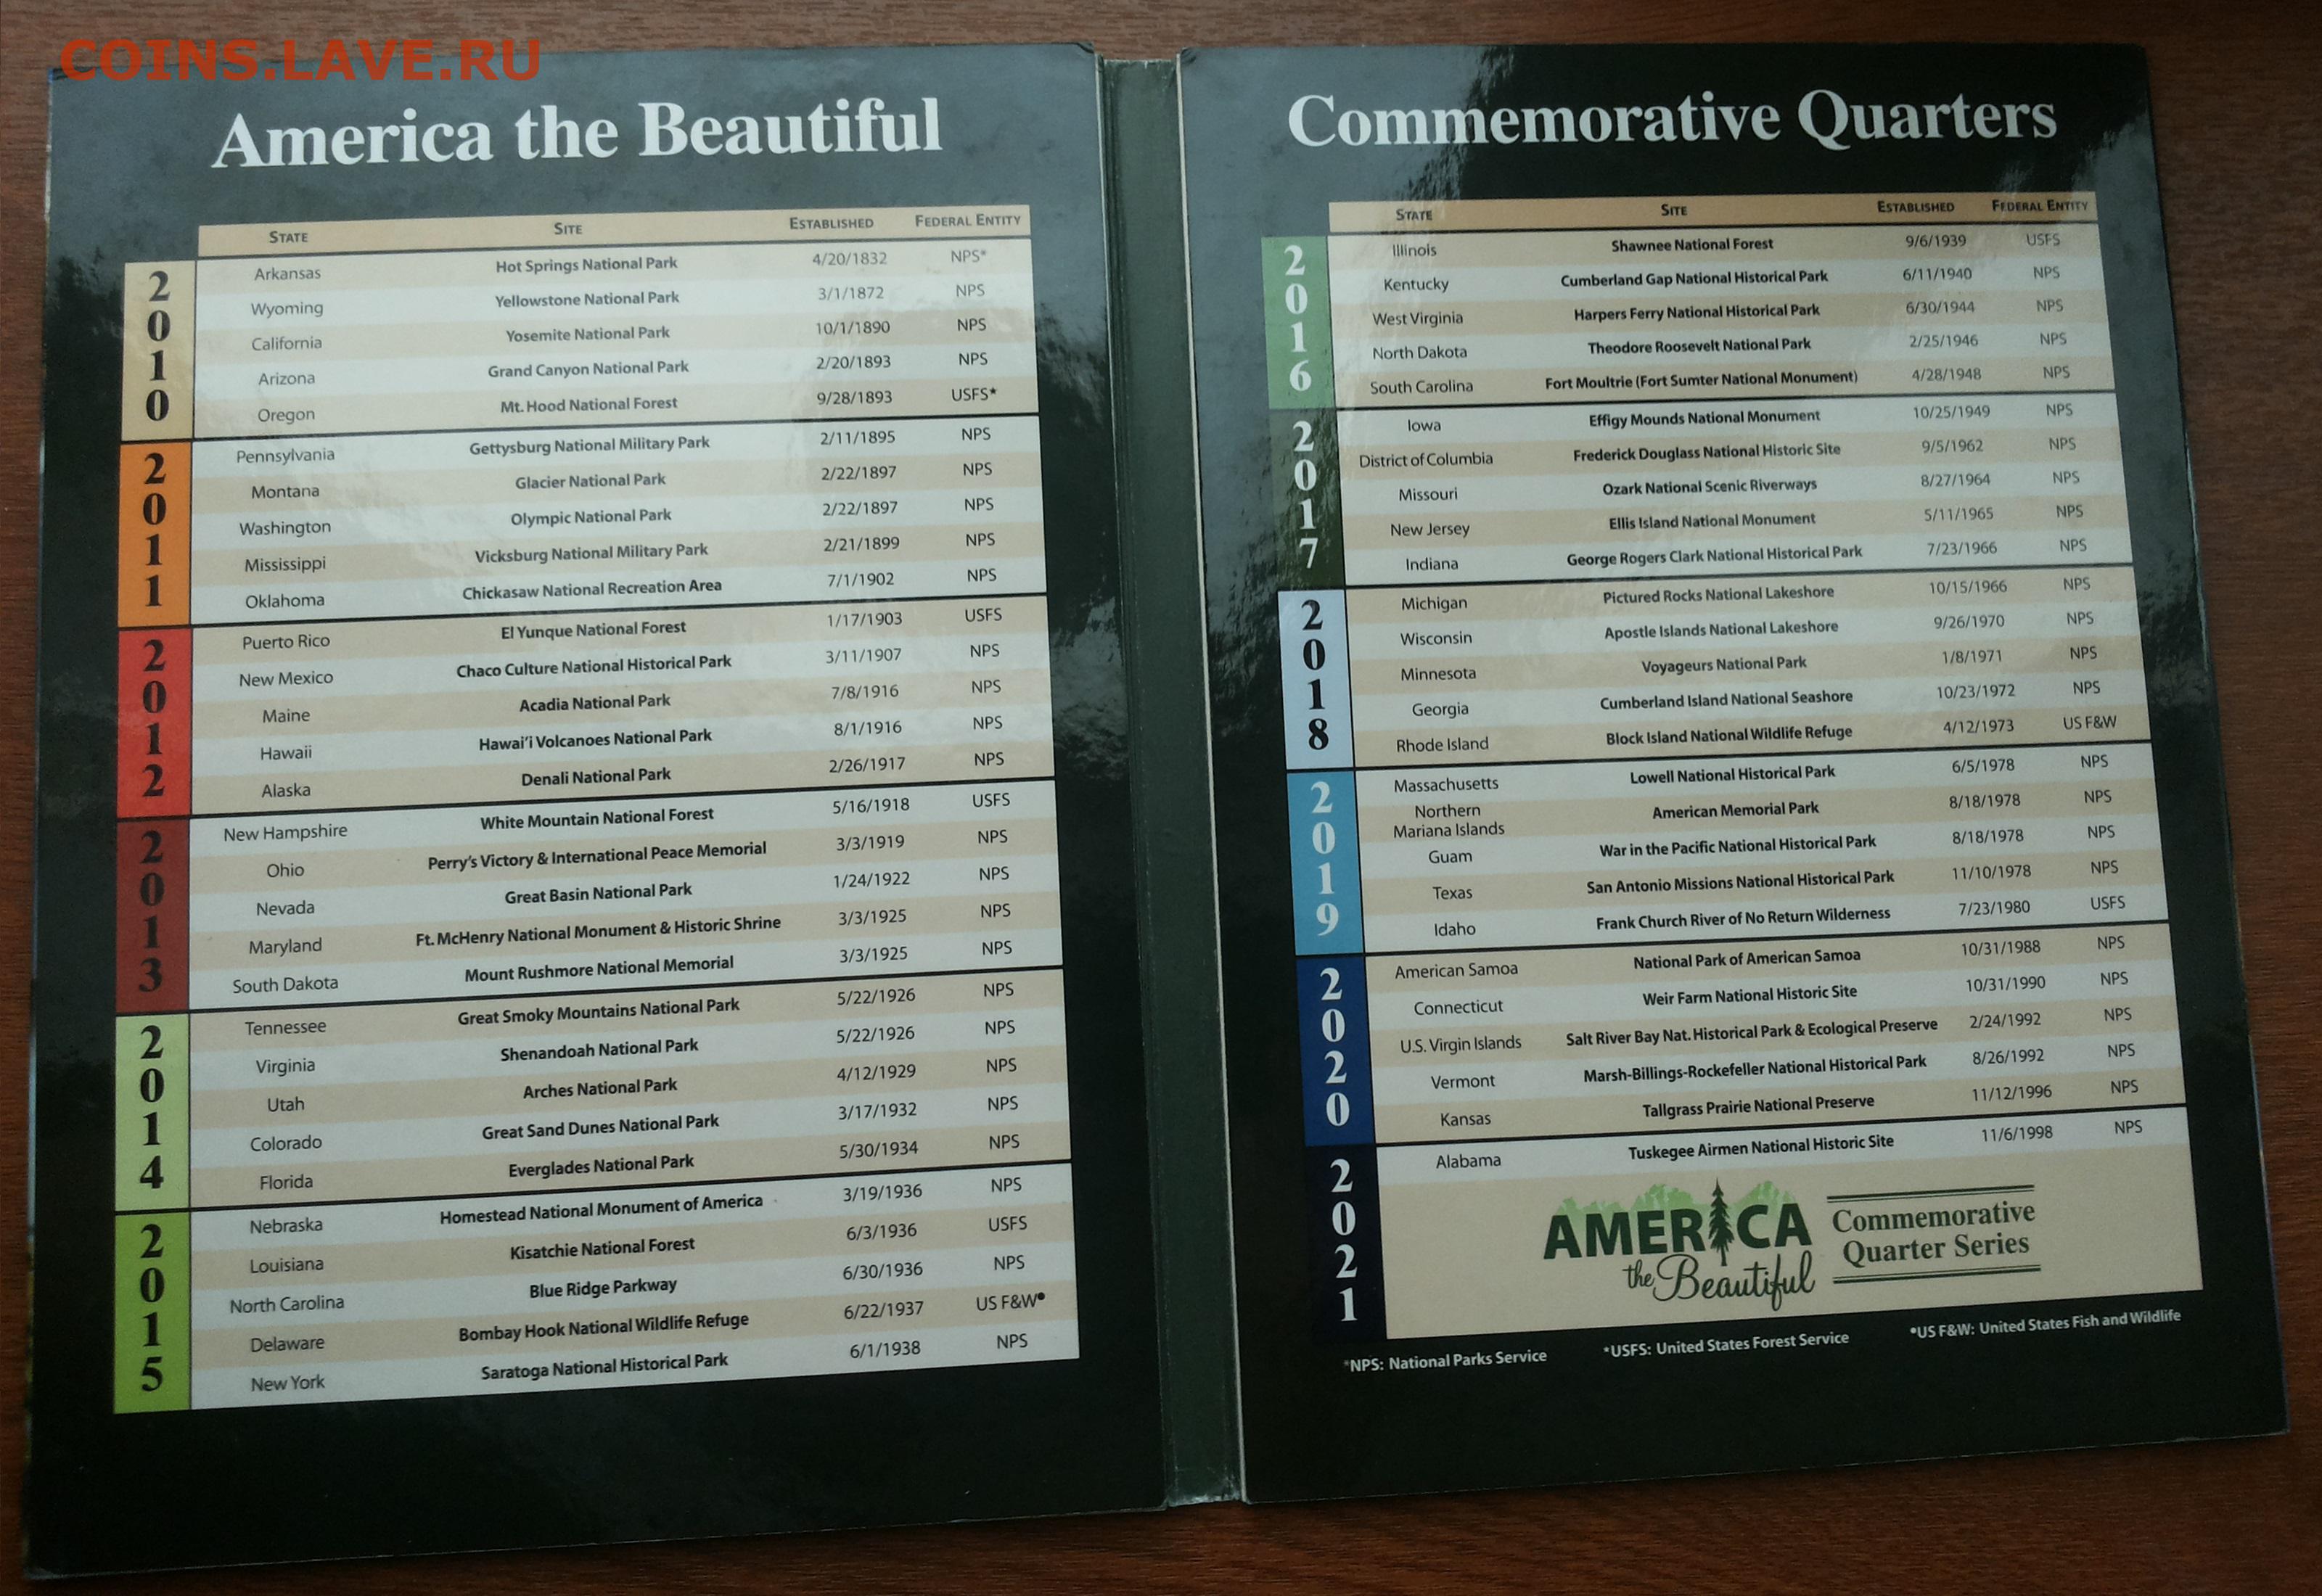 COINS.LAVE.RU
America the Beautiful
STATE SITE ESTABLISHED FEDERAL ENTITY
2010
Arkansas Hot Springs National Park 4/20/1832 NPS*
Wyoming Yellowstone National Park 3/1/1872 NPS
California Yosemite National Park 10/1/1890 NPS
Arizona Grand Canyon National Park 2/20/1893 NPS
Oregon Mt. Hood National Forest 9/28/1893 USFS*
2011
Pennsylvania Gettysburg National Military Park 2/11/1895 NPS
Montana Glacier National Park 2/22/1897 NPS
Washington Olympic National Park 2/22/1897 NPS
Mississippi Vicksburg National Military Park 2/21/1899 NPS
Oklahoma Chickasaw National Recreation Area 7/1/1902 NPS
2012
Puerto Rico El Yunque National Forest 1/17/1903 USFS
New Mexico Chaco Culture National Historical Park 3/11/1907 NPS
Maine Acadia National Park 7/8/1916 NPS
Hawaii Hawai'i Volcanoes National Park 8/1/1916 NPS
Alaska Denali National Park 2/26/1917 NPS
2013
New Hampshire White Mountain National Forest 5/16/1918 USFS
Ohio Perry's Victory & International Peace Memorial 3/3/1919 NPS
Nevada Great Basin National Park 1/24/1922 NPS
Maryland Ft. McHenry National Monument & Historic Shrine 3/3/1925 NPS
South Dakota Mount Rushmore National Memorial 3/3/1925 NPS
2014
Tennessee Great Smoky Mountains National Park 5/22/1926 NPS
Virginia Shenandoah National Park 5/22/1926 NPS
Utah Arches National Park 4/12/1929 NPS
Colorado Great Sand Dunes National Park 3/17/1932 NPS
Florida Everglades National Park 5/30/1934 NPS
2015
Nebraska Homestead National Monument of America 3/19/1936 NPS
Louisiana Kisatchie National Forest 6/3/1936 USFS
North Carolina Blue Ridge Parkway 6/30/1936 NPS
Delaware Bombay Hook National Wildlife Refuge 6/22/1937 US F&W•
New York Saratoga National Historical Park 6/1/1938 NPS
Commemorative Quarters
STATE SITE ESTABLISHED FEDERAL ENTITY
2016
Illinois Shawnee National Forest 9/6/1939 USFS
Kentucky Cumberland Gap National Historical Park 6/11/1940 NPS
West Virginia Harpers Ferry National Historical Park 6/30/1944 NPS
North Dakota Theodore Roosevelt National Park 2/25/1946 NPS
South Carolina Fort Moultrie (Fort Sumter National Monument) 4/28/1948 NPS
2017
Iowa Effigy Mounds National Monument 10/25/1949 NPS
District of Columbia Frederick Douglass National Historic Site 9/5/1962 NPS
Missouri Ozark National Scenic Riverways 8/27/1964 NPS
New Jersey Ellis Island National Monument 5/11/1965 NPS
Indiana George Rogers Clark National Historical Park 7/23/1966 NPS
2018
Michigan Pictured Rocks National Lakeshore 10/15/1966 NPS
Wisconsin Apostle Islands National Lakeshore 9/26/1970 NPS
Minnesota Voyageurs National Park 1/8/1971 NPS
Georgia Cumberland Island National Seashore 10/23/1972 NPS
Rhode Island Block Island National Wildlife Refuge 4/12/1973 US F&W
2019
Massachusetts Lowell National Historical Park 6/5/1978 NPS
Northern
Mariana Islands American Memorial Park 8/18/1978 NPS
Guam War in the Pacific National Historical Park 8/18/1978 NPS
Texas San Antonio Missions National Historical Park 11/10/1978 NPS
Idaho Frank Church River of No Return Wilderness 7/23/1980 USFS
2020
American Samoa National Park of American Samoa 10/31/1988 NPS
Connecticut Weir Farm National Historic Site 10/31/1990 NPS
U.S. Virgin Islands Salt River Bay Nat. Historical Park & Ecological Preserve 2/24/1992 NPS
Vermont Marsh-Billings-Rockefeller National Historical Park 8/26/1992 NPS
Kansas Tallgrass Prairie National Preserve 11/12/1996 NPS
2021
Alabama Tuskegee Airmen National Historic Site 11/6/1998 NPS
AMERICA
the Beautiful
Commemorative
Quarter Series
*NPS: National Parks Service *USFS: United States Forest Service •US F&W: United States Fish and Wildlife